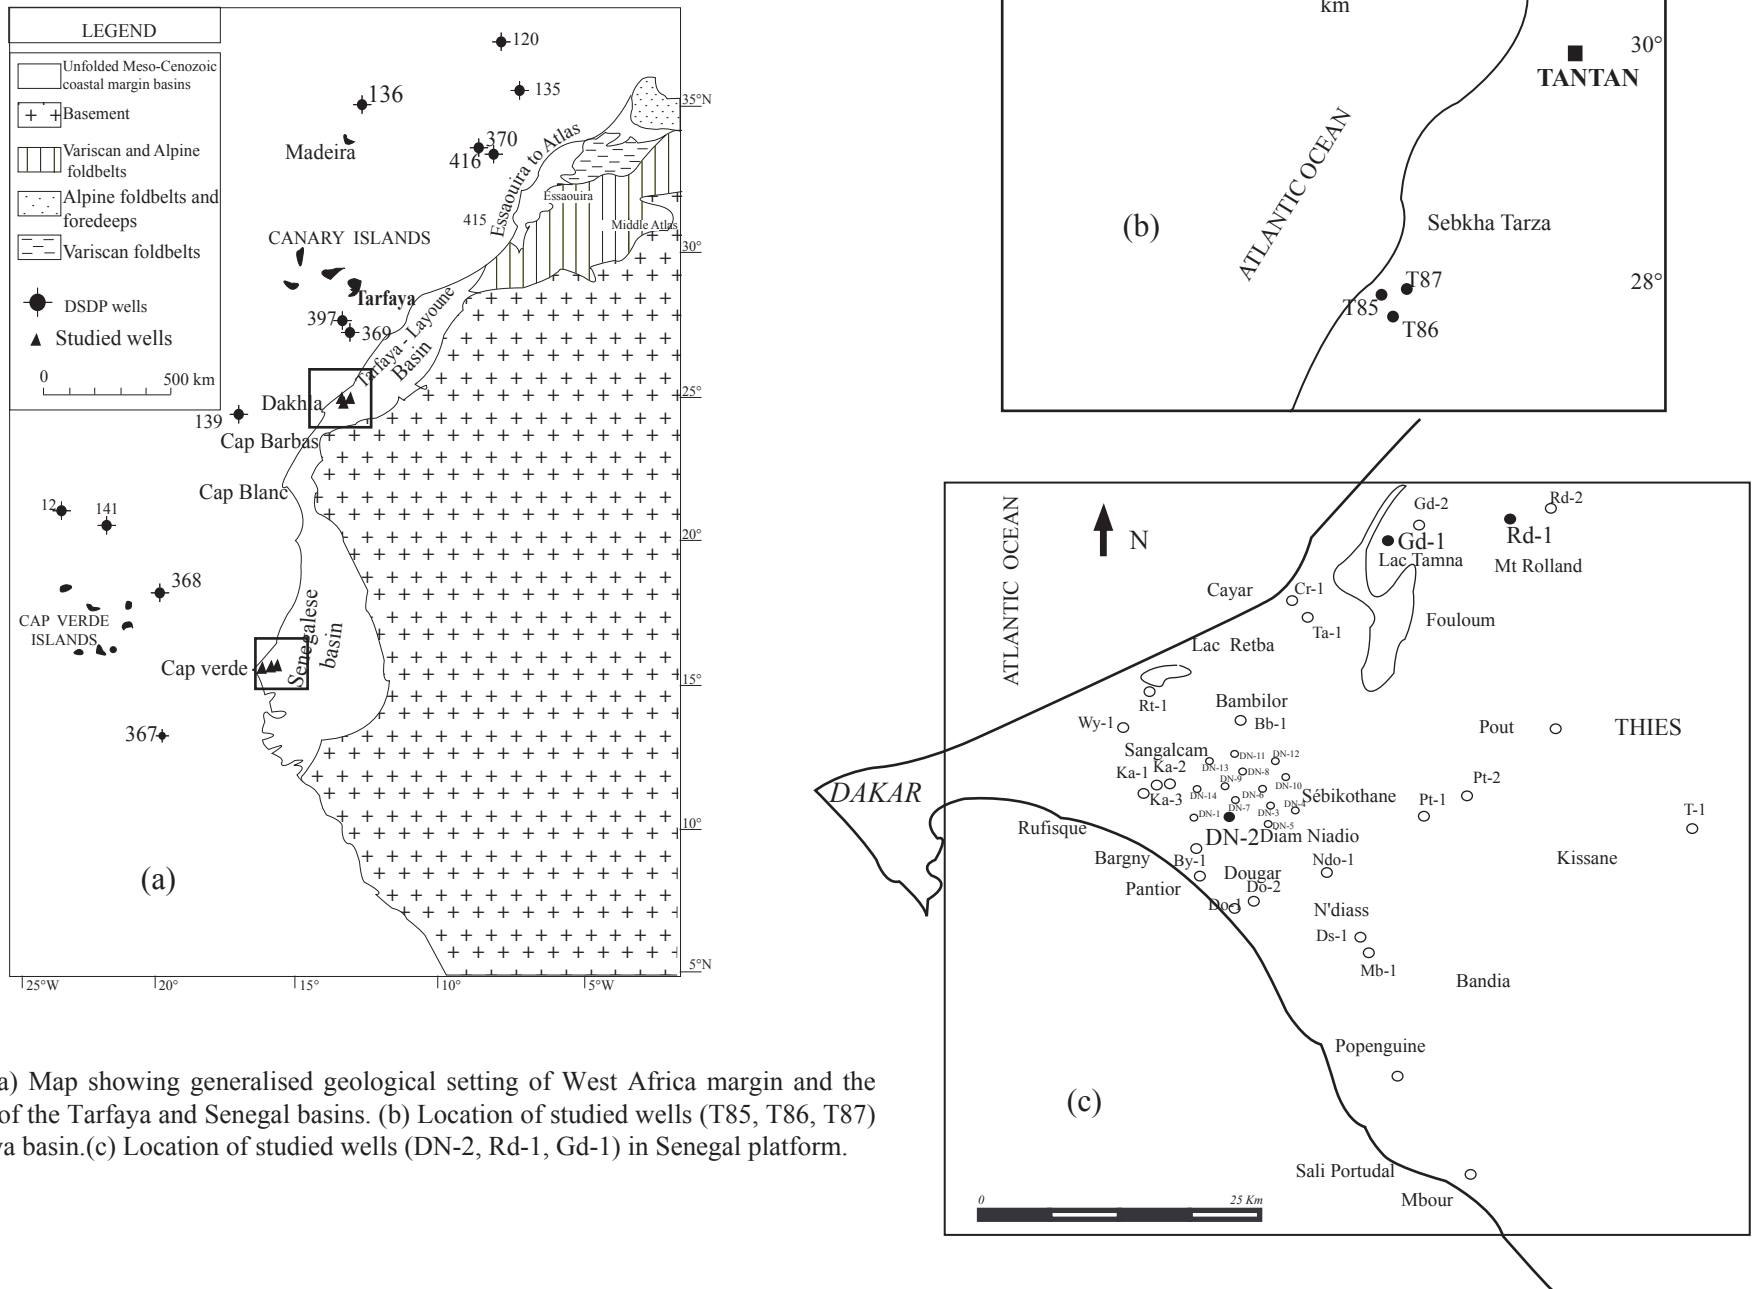 LEGEND
Unfolded Meso-Cenozoic
coastal margin basins
Basement
Variscan and Alpine
foldbelts
Alpine foldbelts and
foredeeps
Variscan foldbelts
DSDP wells
Studied wells
0 500 km
120
135
136
Madeira
370
416
415
Essaouira to Atlas
Essaouira
Middle Atlas
CANARY ISLANDS
Tarfaya
397
369
Tarfaya - Layoune
Basin
Dakhla
139
Cap Barbas
Cap Blanc
12
141
368
CAP VERDE
ISLANDS
Cap verde
Senegalese
basin
367
(a)
35°N
30°
25°
20°
15°
10°
5°N
25°W
20°
15°
10°
5°W
km
30°
TANTAN
ATLANTIC OCEAN
(b)
Sebkha Tarza
28°
T87
T85
T86
ATLANTIC OCEAN
N
Gd-2
Rd-2
Gd-1
Rd-1
Lac Tamna
Mt Rolland
Cayar
Cr-1
Ta-1
Fouloum
Lac Retba
Rt-1
Bambilor
Wy-1
Bb-1
Pout
THIES
Sangalcam
DN-11
DN-12
Ka-1
Ka-2
DN-13
DN-8
DN-9
DN-10
Pt-2
DAKAR
Ka-3
DN-14
DN-6
Sébikothane
Pt-1
DN-7
DN-4
DN-1
DN-3
T-1
Rufisque
DN-5
DN-2
Diam Niadio
Bargny
By-1
Ndo-1
Kissane
Dougar
Pantior
Do-2
Do-1
N'diass
Ds-1
Mb-1
Bandia
Popenguine
(c)
Sali Portudal
Mbour
0 25 Km
a) Map showing generalised geological setting of West Africa margin and the
of the Tarfaya and Senegal basins. (b) Location of studied wells (T85, T86, T87)
ya basin.(c) Location of studied wells (DN-2, Rd-1, Gd-1) in Senegal platform.